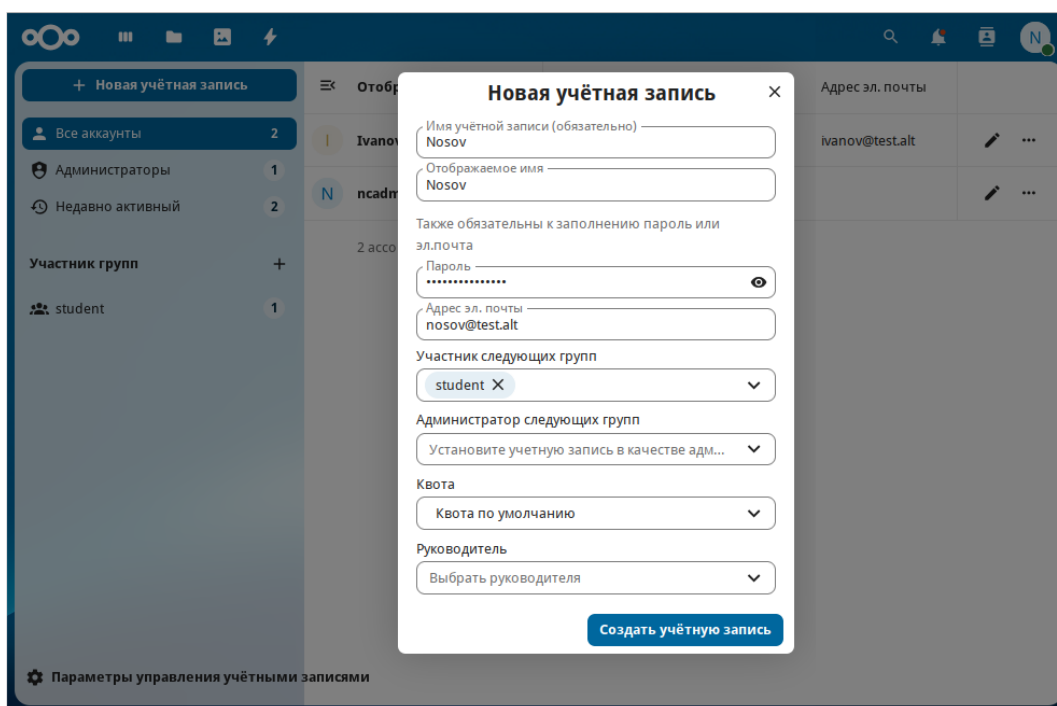 N
+ Новая учётная запись
Все аккаунты 2
Администраторы 1
Недавно активный 2
Участник групп +
student 1
Параметры управления учётными записями
Отобр
Адрес эл. почты
I Ivanov ivanov@test.alt
N ncadm
2 acco
Новая учётная запись
Имя учётной записи (обязательно)
Nosov
Отображаемое имя
Nosov
Также обязательны к заполнению пароль или
эл.почта
Пароль
•••••••••••••••
Адрес эл. почты
nosov@test.alt
Участник следующих групп
student
Администратор следующих групп
Установите учетную запись в качестве адм...
Квота
Квота по умолчанию
Руководитель
Выбрать руководителя
Создать учётную запись